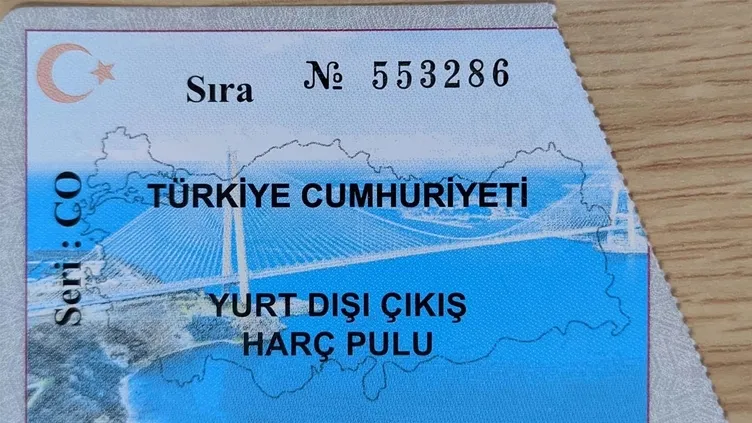 Sıra № 553286
TÜRKİYE CUMHURİYETİ
Seri : CO
YURT DIŞI ÇIKIŞ
HARÇ PULU